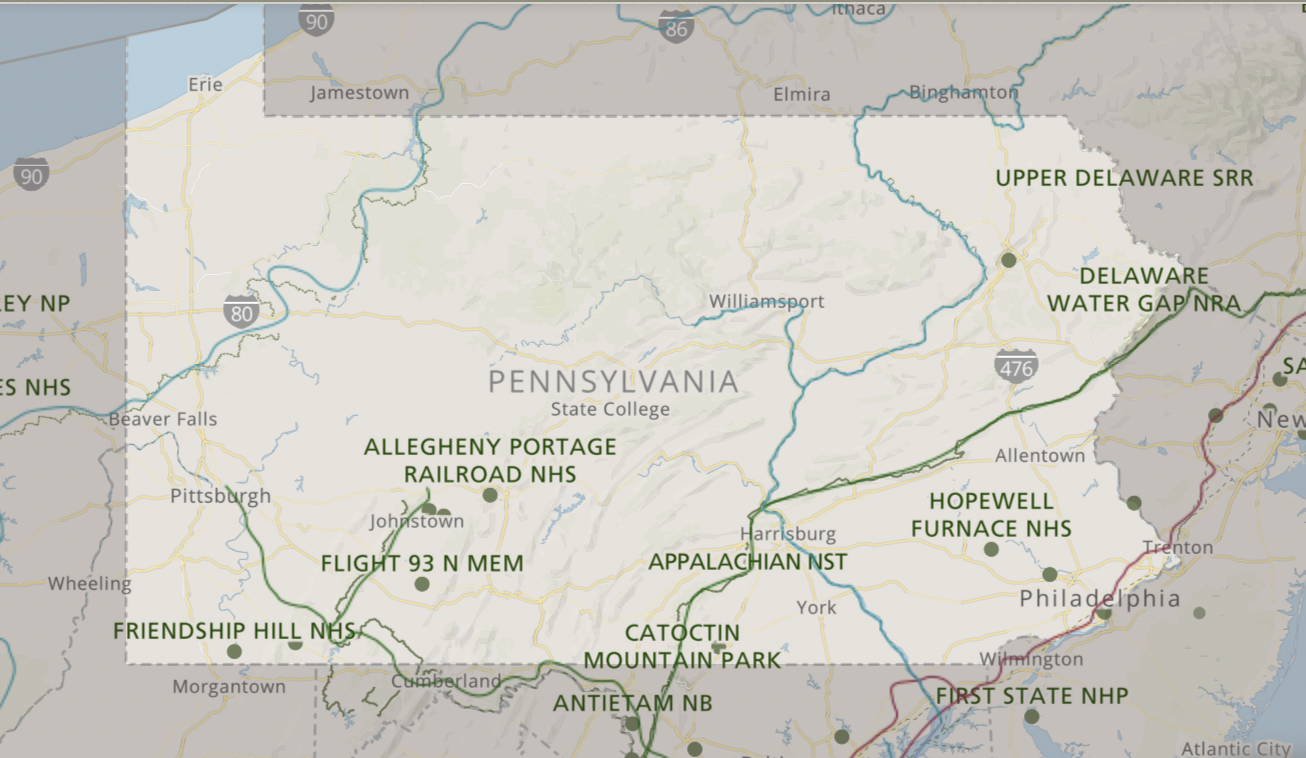 90
86
Ithaca
Erie
Jamestown
Elmira
Binghamton
90
UPPER DELAWARE SRR
DELAWARE
WATER GAP NRA
LEY NP
80
Williamsport
476
PENNSYLVANIA
State College
ES NHS
SA
New
Beaver Falls
ALLEGHENY PORTAGE
RAILROAD NHS
Allentown
Pittsburgh
Johnstown
HOPEWELL
FURNACE NHS
Harrisburg
Trenton
FLIGHT 93 N MEM
APPALACHIAN NST
Wheeling
York
Philadelphia
FRIENDSHIP HILL NHS
CATOCTIN
MOUNTAIN PARK
Wilmington
Morgantown
Cumberland
ANTIETAM NB
FIRST STATE NHP
Atlantic City